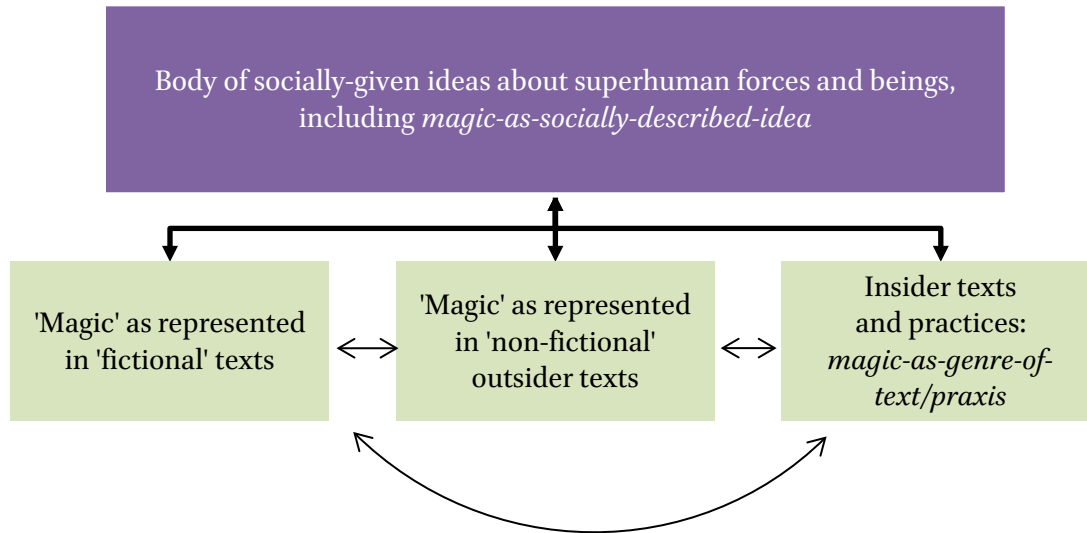 Body of socially-given ideas about superhuman forces and beings,
including magic-as-socially-described-idea
'Magic' as represented
in 'fictional' texts
'Magic' as represented
in 'non-fictional'
outsider texts
Insider texts
and practices:
magic-as-genre-of-
text/praxis